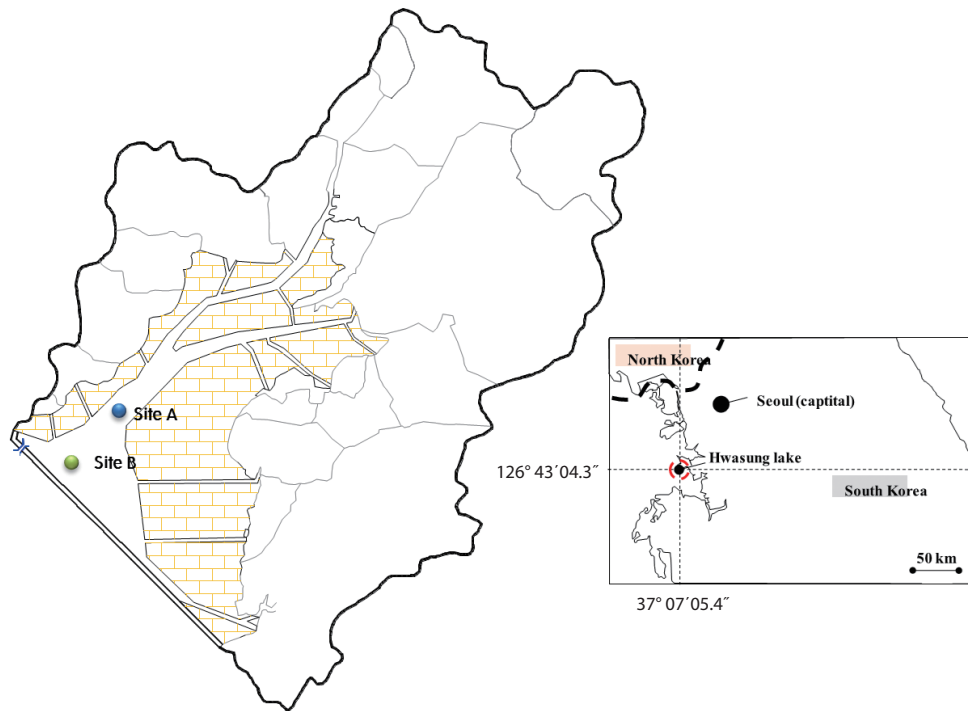 Site A
Site B
North Korea
Seoul (captital)
Hwasung lake
126° 43´04.3˝
South Korea
50 km
37° 07´05.4˝